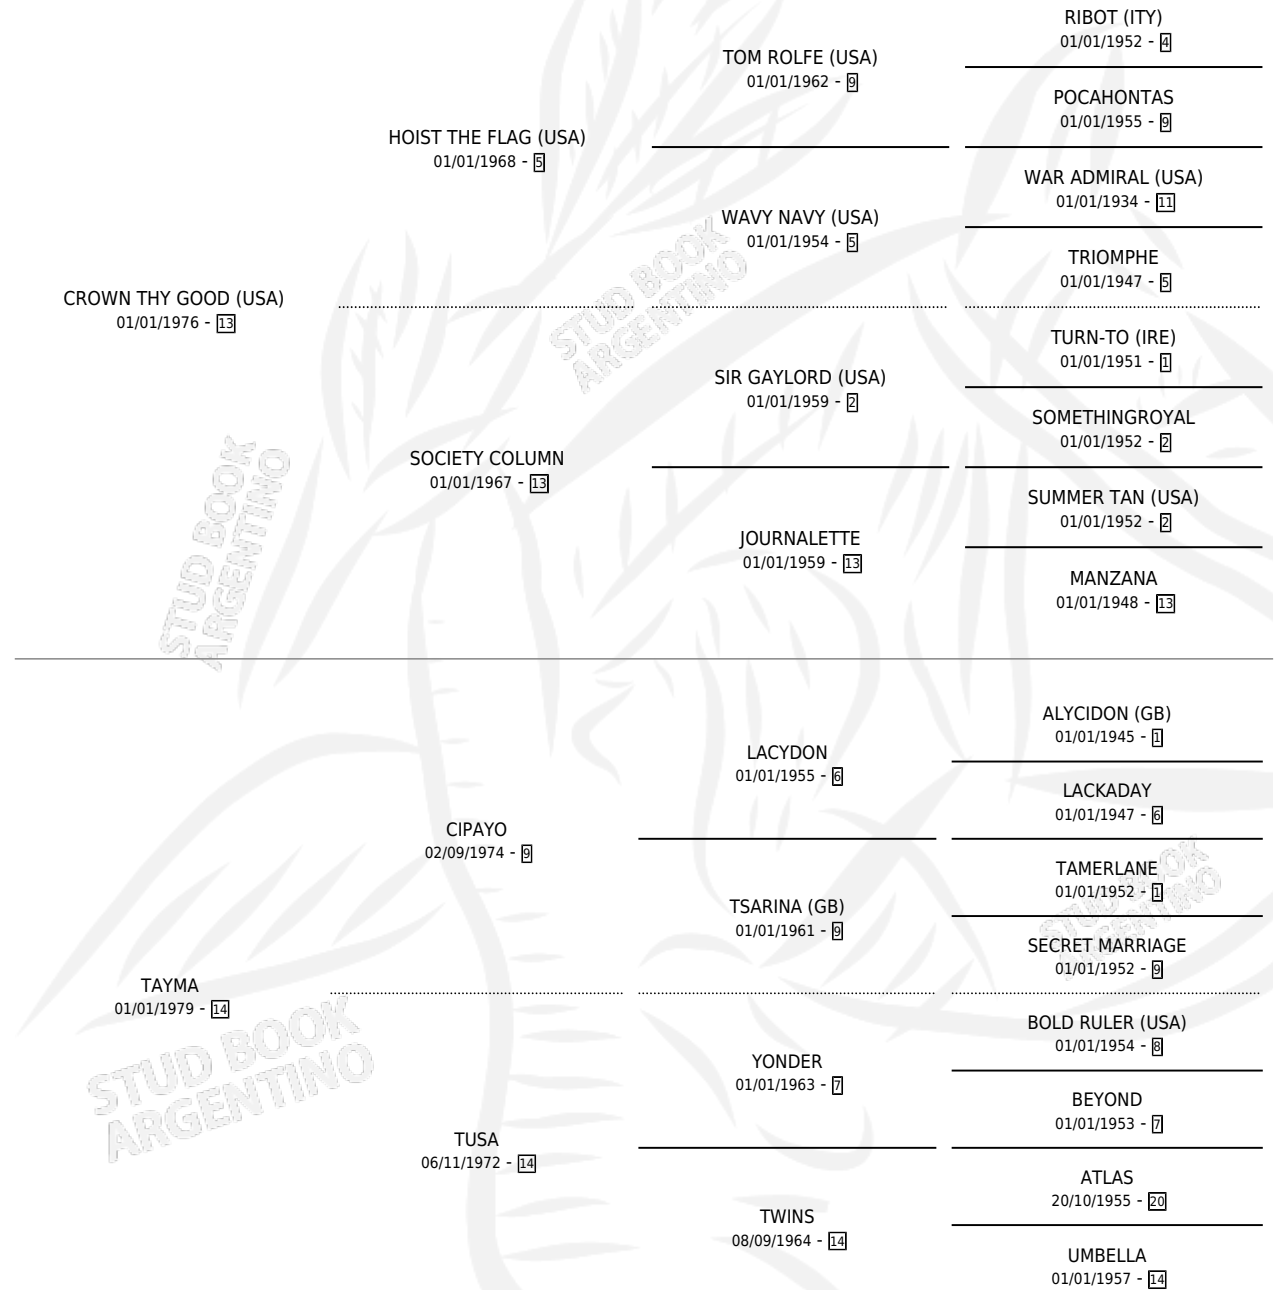 RIBOT (ITY)
01/01/1952 - 4
TOM ROLFE (USA)
01/01/1962 - 9
POCAHONTAS
01/01/1955 - 9
HOIST THE FLAG (USA)
01/01/1968 - 5
WAR ADMIRAL (USA)
01/01/1934 - 11
WAVY NAVY (USA)
01/01/1954 - 5
TRIOMPHE
01/01/1947 - 5
CROWN THY GOOD (USA)
01/01/1976 - 13
TURN-TO (IRE)
01/01/1951 - 1
SIR GAYLORD (USA)
01/01/1959 - 2
SOMETHINGROYAL
01/01/1952 - 2
SOCIETY COLUMN
01/01/1967 - 13
SUMMER TAN (USA)
01/01/1952 - 2
JOURNALETTE
01/01/1959 - 13
MANZANA
01/01/1948 - 13
ALYCIDON (GB)
01/01/1945 - 1
LACYDON
01/01/1955 - 6
LACKADAY
01/01/1947 - 6
CIPAYO
02/09/1974 - 9
TAMERLANE
01/01/1952 - 1
TSARINA (GB)
01/01/1961 - 9
SECRET MARRIAGE
01/01/1952 - 9
TAYMA
01/01/1979 - 14
BOLD RULER (USA)
01/01/1954 - 8
YONDER
01/01/1963 - 7
BEYOND
01/01/1953 - 7
TUSA
06/11/1972 - 14
ATLAS
20/10/1955 - 20
TWINS
08/09/1964 - 14
UMBELLA
01/01/1957 - 14
STUD BOOK
ARGENTINO
STUD BOOK
ARGENTINO
STUD BOOK
ARGENTINO
STUD BOOK
ARGENTINO